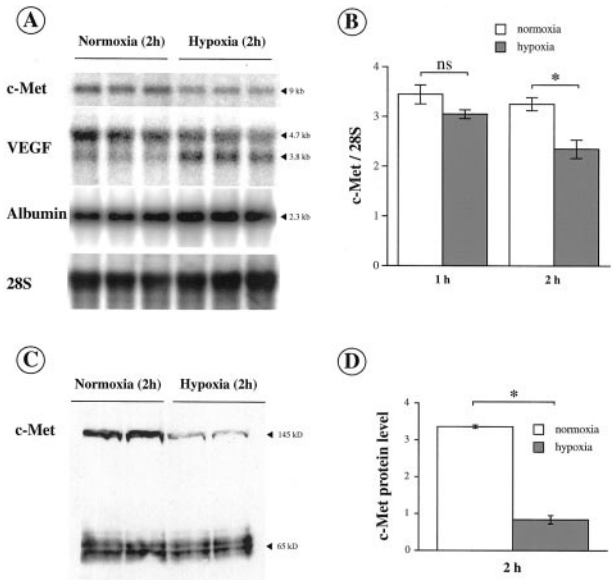 A
Normoxia (2h) Hypoxia (2h)
c-Met
9 kb
VEGF
4.7 kb
3.8 kb
Albumin
2.3 kb
28S
B
normoxia
hypoxia
ns
*
c-Met / 28S
4
3
2
1
0
1 h
2 h
C
Normoxia (2h) Hypoxia (2h)
c-Met
145 kD
65 kD
D
*
normoxia
hypoxia
c-Met protein level
4
3
2
1
0
2 h